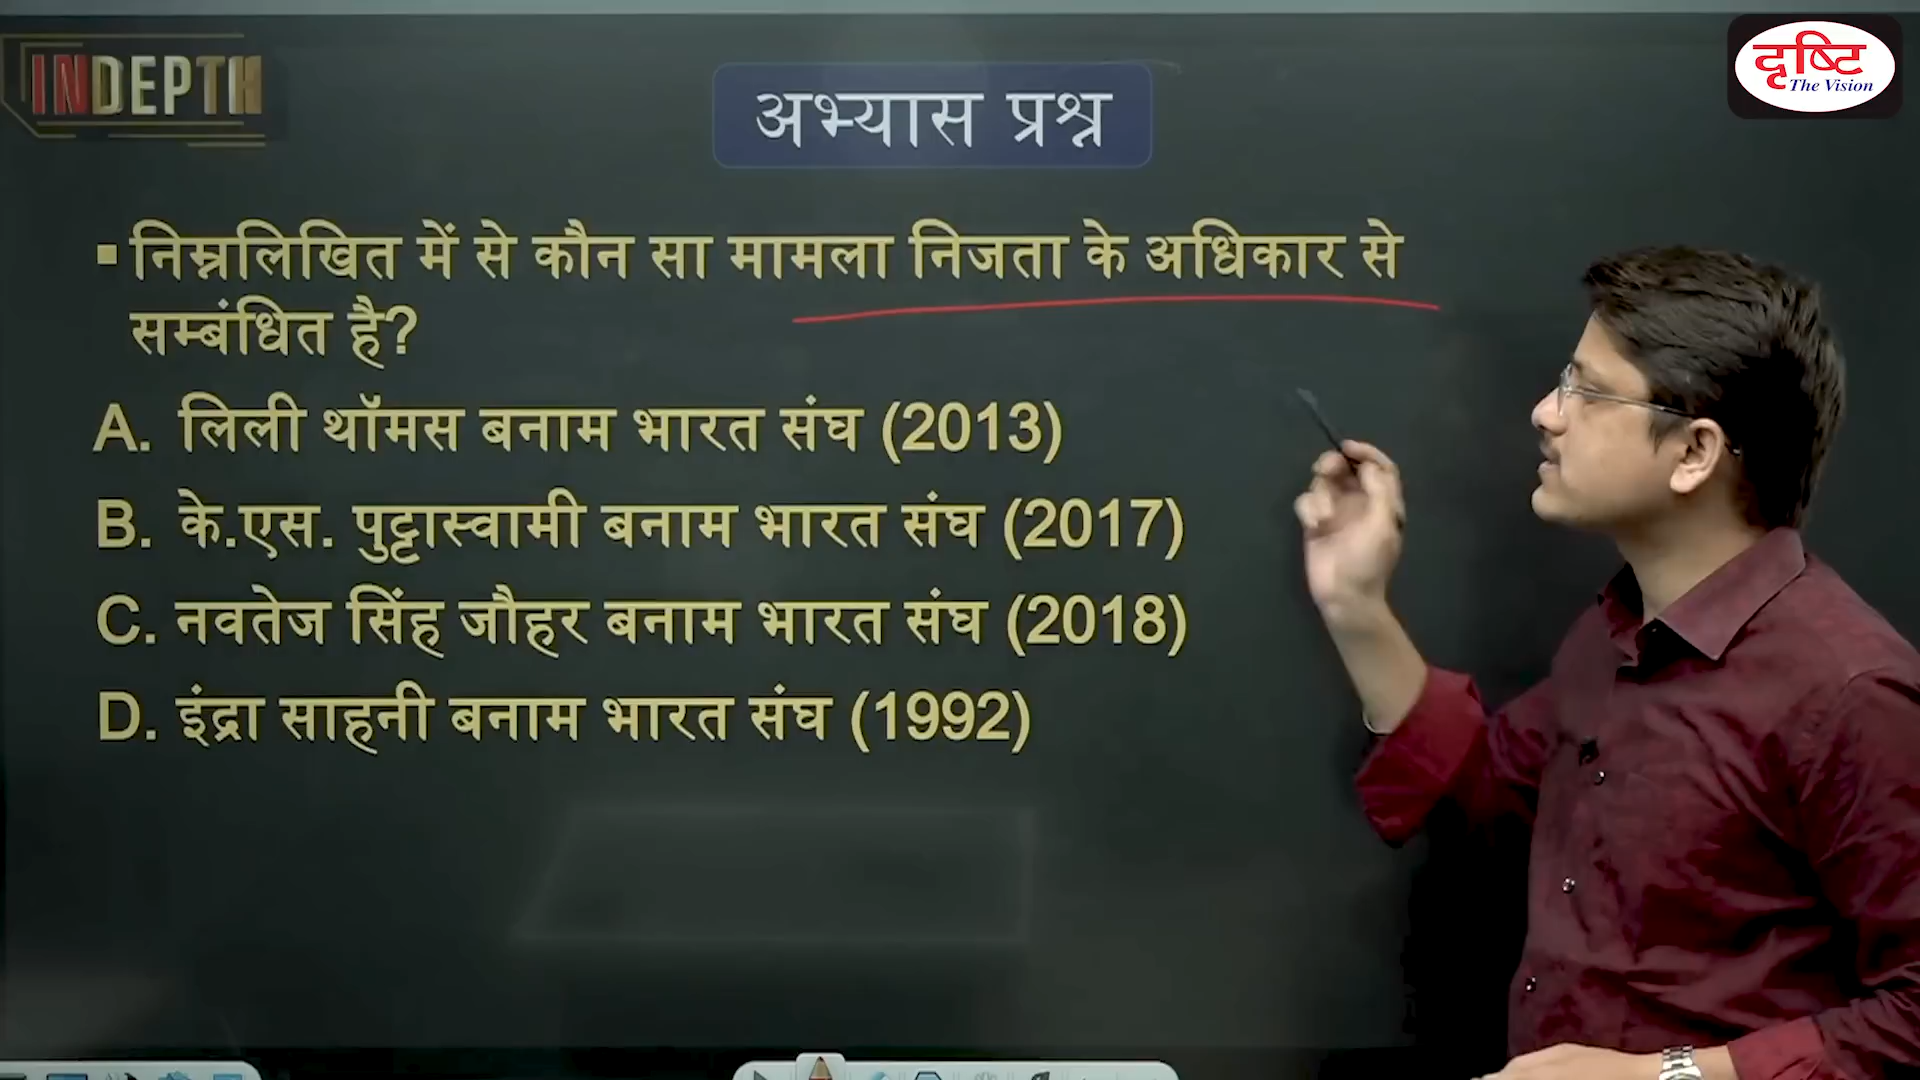 INDEPTH
दृष्टि
The Vision
अभ्यास प्रश्न
▪ निम्नलिखित में से कौन सा मामला निजता के अधिकार से
सम्बंधित है?
A. लिली थॉमस बनाम भारत संघ (2013)
B. के.एस. पुट्टास्वामी बनाम भारत संघ (2017)
C. नवतेज सिंह जौहर बनाम भारत संघ (2018)
D. इंद्रा साहनी बनाम भारत संघ (1992)